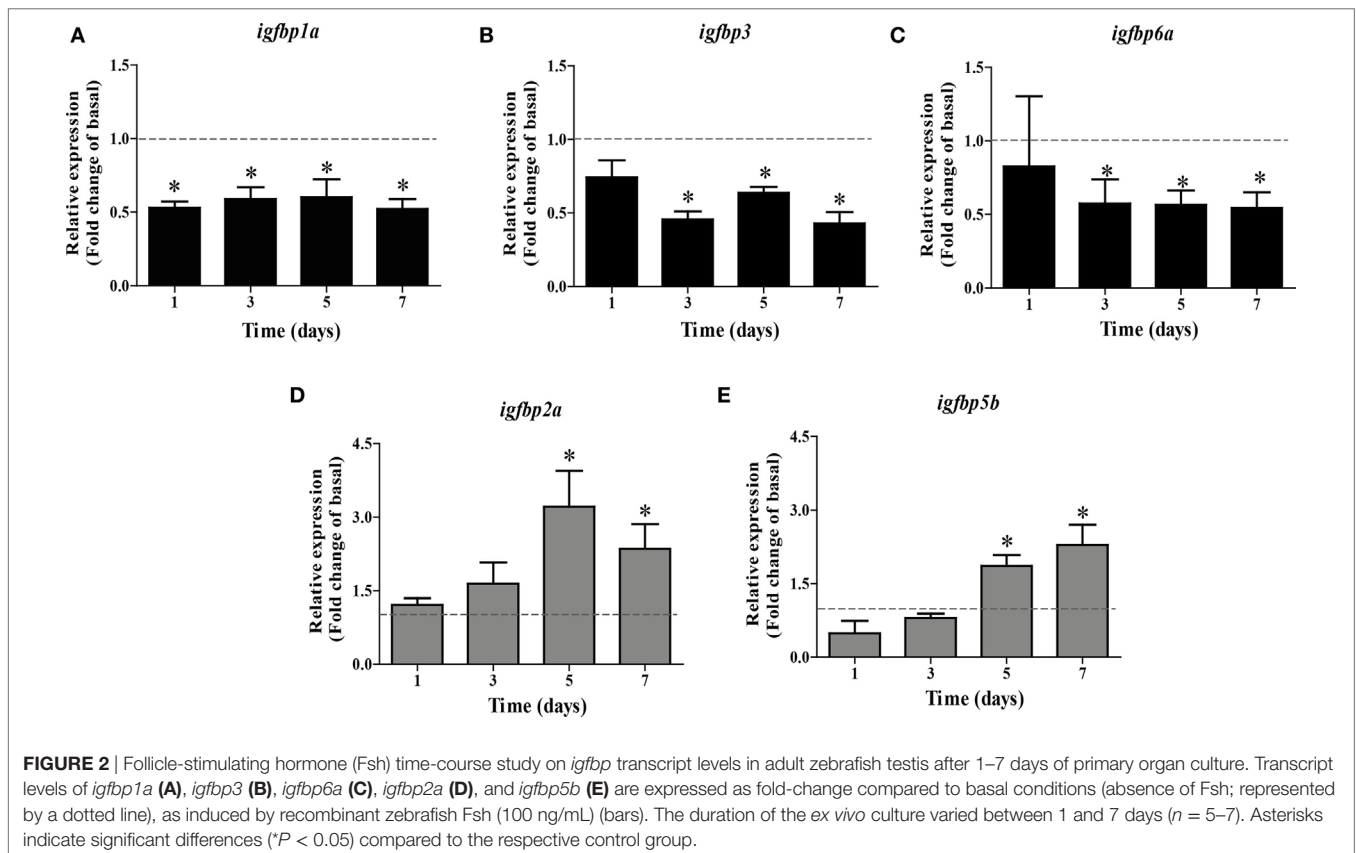 A
igfbp1a
Relative expression
(Fold change of basal)
1.5
1.0
0.5
0.0
* * * *
1 3 5 7
Time (days)
B
igfbp3
Relative expression
(Fold change of basal)
1.5
1.0
0.5
0.0
* * *
1 3 5 7
Time (days)
C
igfbp6a
Relative expression
(Fold change of basal)
1.5
1.0
0.5
0.0
* * *
1 3 5 7
Time (days)
D
igfbp2a
Relative expression
(Fold change of basal)
4.5
3.0
1.5
0.0
* *
1 3 5 7
Time (days)
E
igfbp5b
Relative expression
(Fold change of basal)
4.5
3.0
1.5
0.0
* *
1 3 5 7
Time (days)
FIGURE 2 | Follicle-stimulating hormone (Fsh) time-course study on igfbp transcript levels in adult zebrafish testis after 1–7 days of primary organ culture. Transcript
levels of igfbp1a (A), igfbp3 (B), igfbp6a (C), igfbp2a (D), and igfbp5b (E) are expressed as fold-change compared to basal conditions (absence of Fsh; represented
by a dotted line), as induced by recombinant zebrafish Fsh (100 ng/mL) (bars). The duration of the ex vivo culture varied between 1 and 7 days (n = 5–7). Asterisks
indicate significant differences (*P < 0.05) compared to the respective control group.